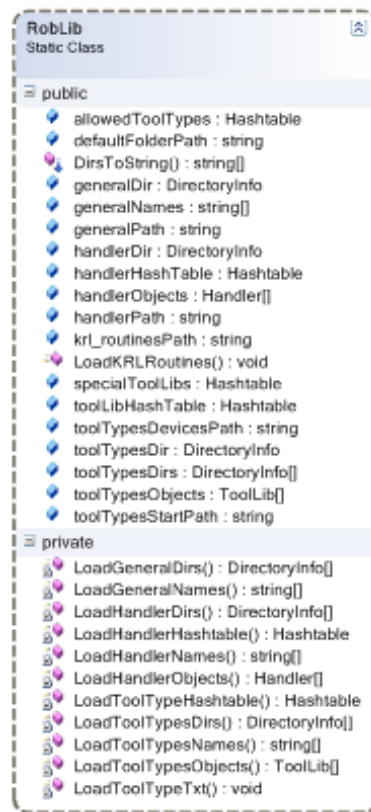 RobLib
Static Class
public
allowedToolTypes : Hashtable
defaultFolderPath : string
DirsToString() : string[]
generalDir : DirectoryInfo
generalNames : string[]
generalPath : string
handlerDir : DirectoryInfo
handlerHashTable : Hashtable
handlerObjects : Handler[]
handlerPath : string
krl_routinesPath : string
LoadKRLRoutines() : void
specialToolLibs : Hashtable
toolLibHashTable : Hashtable
toolTypesDevicesPath : string
toolTypesDir : DirectoryInfo
toolTypesDirs : DirectoryInfo[]
toolTypesObjects : ToolLib[]
toolTypesStartPath : string
private
LoadGeneralDirs() : DirectoryInfo[]
LoadGeneralNames() : string[]
LoadHandlerDirs() : DirectoryInfo[]
LoadHandlerHashtable() : Hashtable
LoadHandlerNames() : string[]
LoadHandlerObjects() : Handler[]
LoadToolTypeHashtable() : Hashtable
LoadToolTypesDirs() : DirectoryInfo[]
LoadToolTypesNames() : string[]
LoadToolTypesObjects() : ToolLib[]
LoadToolTypeTxt() : void